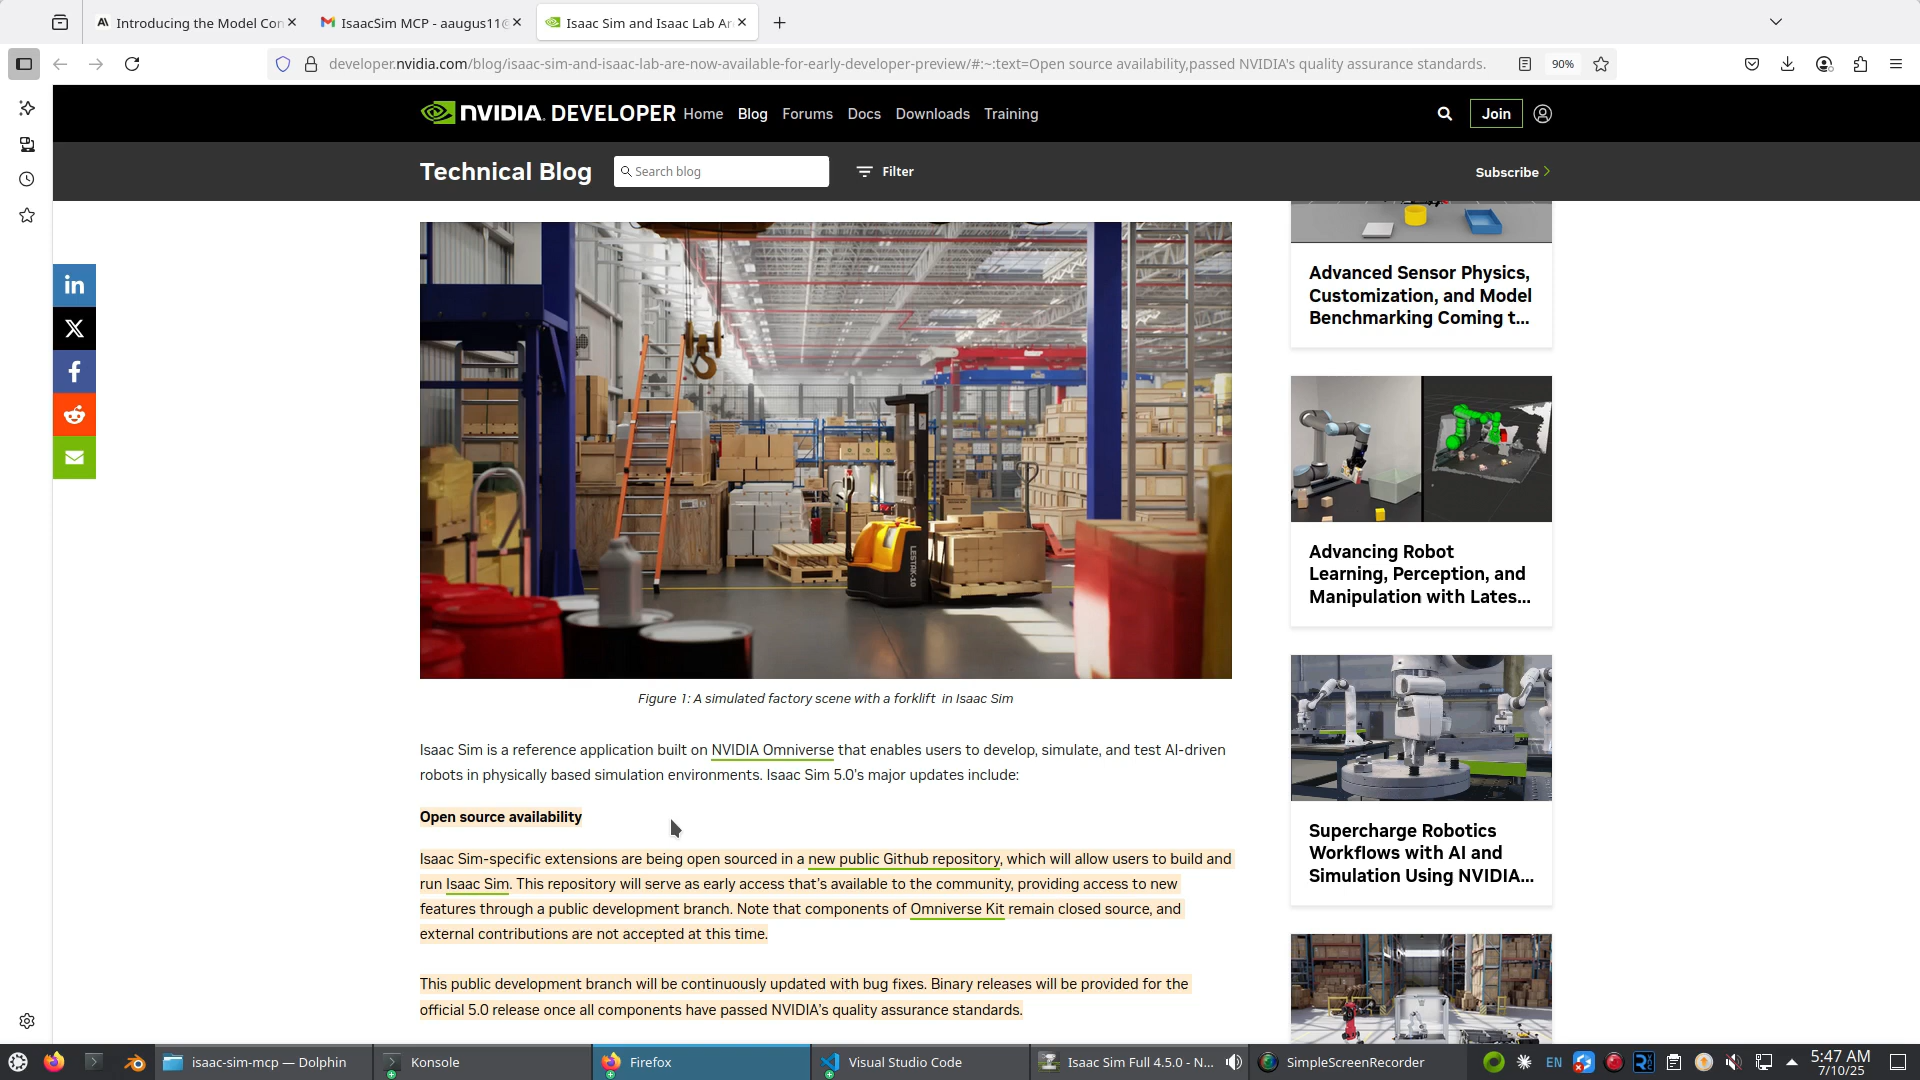 Introducing the Model Con
IsaacSim MCP - aaugus11@
Isaac Sim and Isaac Lab Ar
developer.nvidia.com/blog/isaac-sim-and-isaac-lab-are-now-available-for-early-developer-preview/#:~:text=Open source availability,passed NVIDIA's quality assurance standards.
90%
NVIDIA. DEVELOPER
Home
Blog
Forums
Docs
Downloads
Training
Join
Technical Blog
Search blog
Filter
Subscribe
in
X
f
LESTRK-10
Figure 1: A simulated factory scene with a forklift in Isaac Sim
Isaac Sim is a reference application built on NVIDIA Omniverse that enables users to develop, simulate, and test AI-driven
robots in physically based simulation environments. Isaac Sim 5.0's major updates include:
Open source availability
Isaac Sim-specific extensions are being open sourced in a new public Github repository, which will allow users to build and
run Isaac Sim. This repository will serve as early access that's available to the community, providing access to new
features through a public development branch. Note that components of Omniverse Kit remain closed source, and
external contributions are not accepted at this time.
This public development branch will be continuously updated with bug fixes. Binary releases will be provided for the
official 5.0 release once all components have passed NVIDIA's quality assurance standards.
Advanced Sensor Physics,
Customization, and Model
Benchmarking Coming t...
Advancing Robot
Learning, Perception, and
Manipulation with Lates...
Supercharge Robotics
Workflows with AI and
Simulation Using NVIDIA...
isaac-sim-mcp — Dolphin
Konsole
Firefox
Visual Studio Code
Isaac Sim Full 4.5.0 - N...
SimpleScreenRecorder
EN
5:47 AM
7/10/25